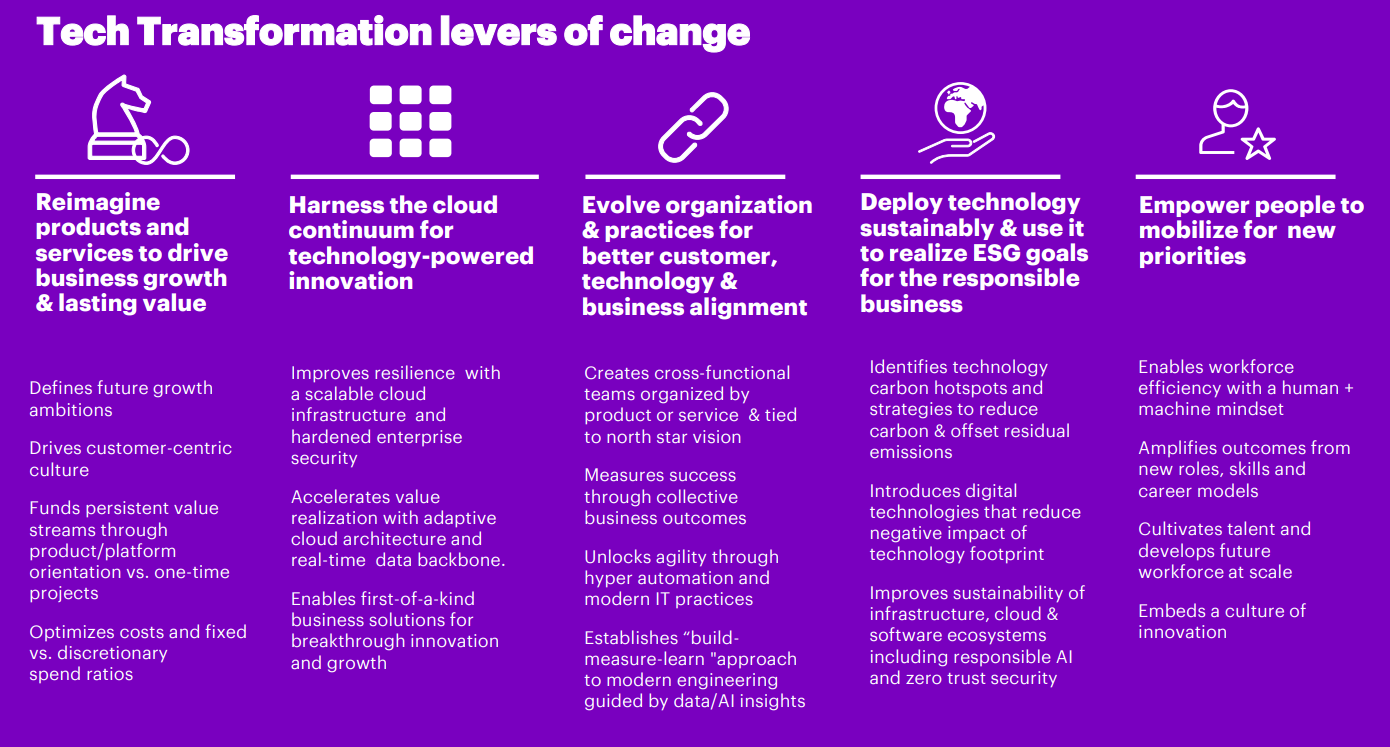 Tech Transformation levers of change
Reimagine
products and
services to drive
business growth
& lasting value
Defines future growth
ambitions
Drives customer-centric
culture
Funds persistent value
streams through
product/platform
orientation vs. one-time
projects
Optimizes costs and fixed
vs. discretionary
spend ratios
Harness the cloud
continuum for
technology-powered
innovation
Improves resilience with
a scalable cloud
infrastructure and
hardened enterprise
security
Accelerates value
realization with adaptive
cloud architecture and
real-time data backbone.
Enables first-of-a-kind
business solutions for
breakthrough innovation
and growth
Evolve organization
& practices for
better customer,
technology &
business alignment
Creates cross-functional
teams organized by
product or service & tied
to north star vision
Measures success
through collective
business outcomes
Unlocks agility through
hyper automation and
modern IT practices
Establishes “build-
measure-learn "approach
to modern engineering
guided by data/AI insights
Deploy technology
sustainably & use it
to realize ESG goals
for the responsible
business
Identifies technology
carbon hotspots and
strategies to reduce
carbon & offset residual
emissions
Introduces digital
technologies that reduce
negative impact of
technology footprint
Improves sustainability of
infrastructure, cloud &
software ecosystems
including responsible AI
and zero trust security
Empower people to
mobilize for new
priorities
Enables workforce
efficiency with a human +
machine mindset
Amplifies outcomes from
new roles, skills and
career models
Cultivates talent and
develops future
workforce at scale
Embeds a culture of
innovation